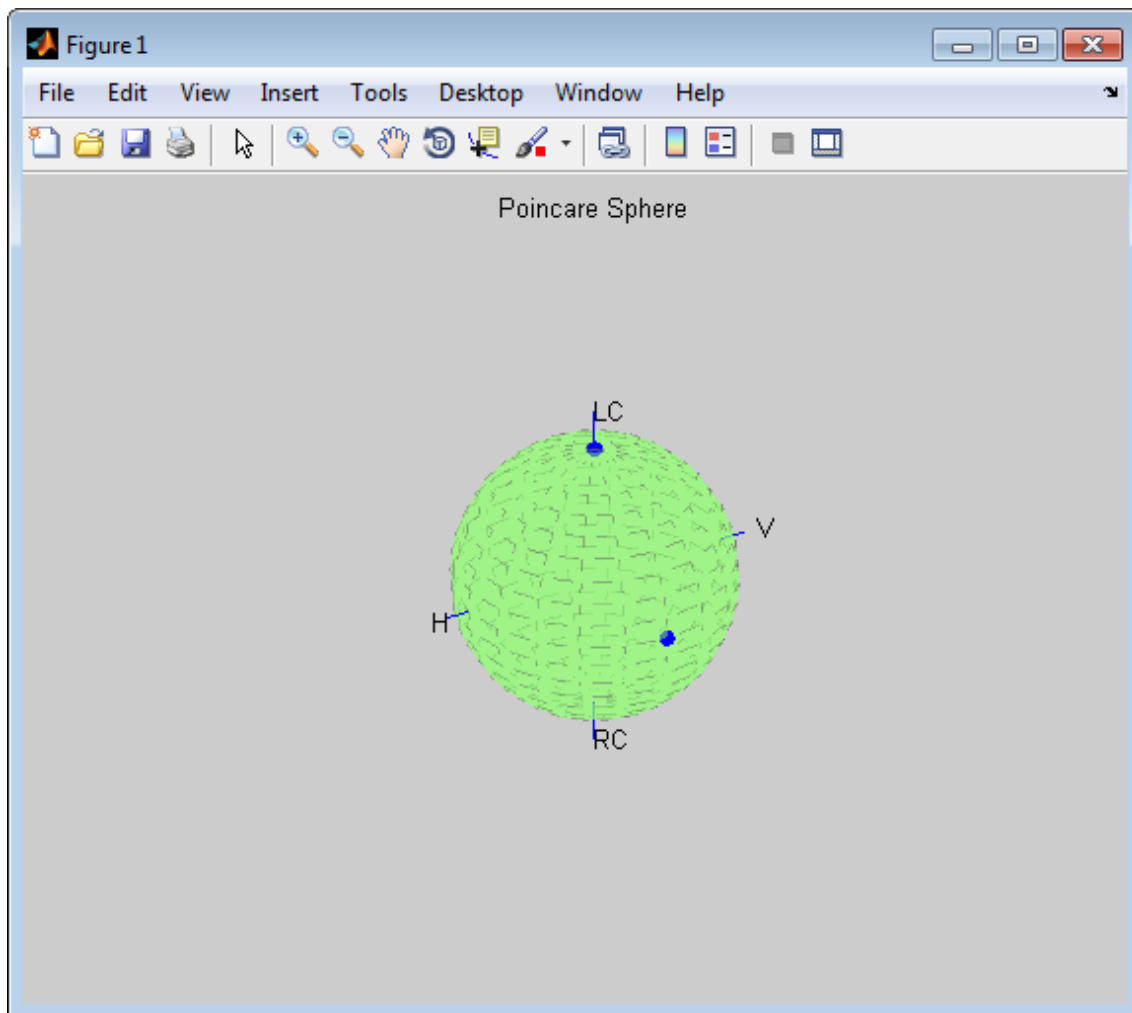 Figure 1
File Edit View Insert Tools Desktop Window Help
Poincare Sphere
LC
V
H
RC